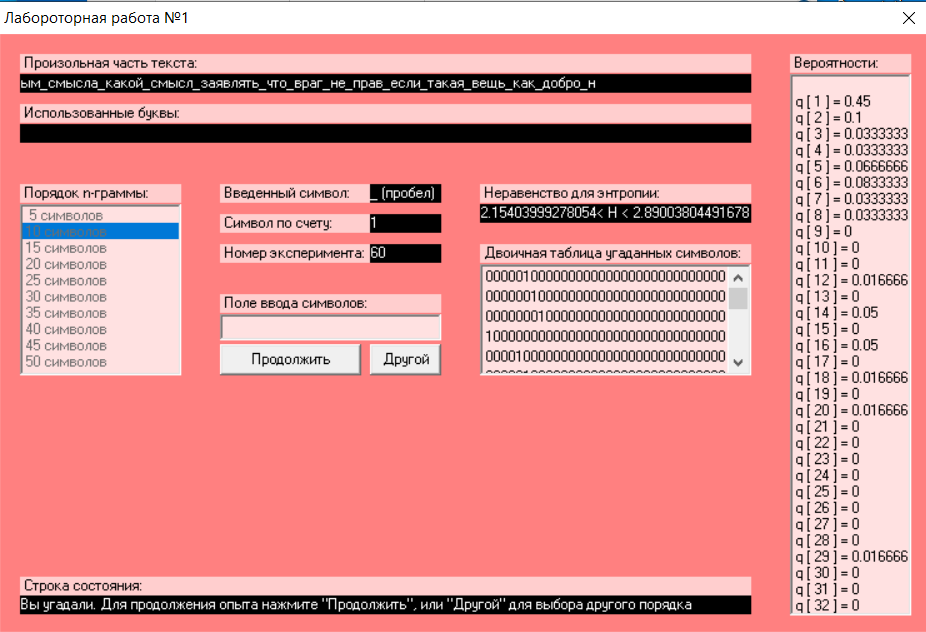 Лабороторная работа №1
Произольная часть текста:
ым_смысла_какой_смысл_заявлять_что_враг_не_прав_если_такая_вещь_как_добро_н
Использованные буквы:
Порядок n-граммы:
5 символов
10 символов
15 символов
20 символов
25 символов
30 символов
35 символов
40 символов
45 символов
50 символов
Введенный символ: _ (пробел)
Символ по счету: 1
Номер эксперимента: 60
Поле ввода символов:
Продолжить
Другой
Неравенство для энтропии:
2.15403999278054< H < 2.89003804491678
Двоичная таблица угаданных символов:
00000100000000000000000000000000
00000010000000000000000000000000
00000001000000000000000000000000
10000000000000000000000000000000
00001000000000000000000000000000
Вероятности:
q [ 1 ] = 0.45
q [ 2 ] = 0.1
q [ 3 ] = 0.0333333
q [ 4 ] = 0.0333333
q [ 5 ] = 0.0666666
q [ 6 ] = 0.0833333
q [ 7 ] = 0.0333333
q [ 8 ] = 0.0333333
q [ 9 ] = 0
q [ 10 ] = 0
q [ 11 ] = 0
q [ 12 ] = 0.016666
q [ 13 ] = 0
q [ 14 ] = 0.05
q [ 15 ] = 0
q [ 16 ] = 0.05
q [ 17 ] = 0
q [ 18 ] = 0.016666
q [ 19 ] = 0
q [ 20 ] = 0.016666
q [ 21 ] = 0
q [ 22 ] = 0
q [ 23 ] = 0
q [ 24 ] = 0
q [ 25 ] = 0
q [ 26 ] = 0
q [ 27 ] = 0
q [ 28 ] = 0
q [ 29 ] = 0.016666
q [ 30 ] = 0
q [ 31 ] = 0
q [ 32 ] = 0
Строка состояния:
Вы угадали. Для продолжения опыта нажмите "Продолжить", или "Другой" для выбора другого порядка